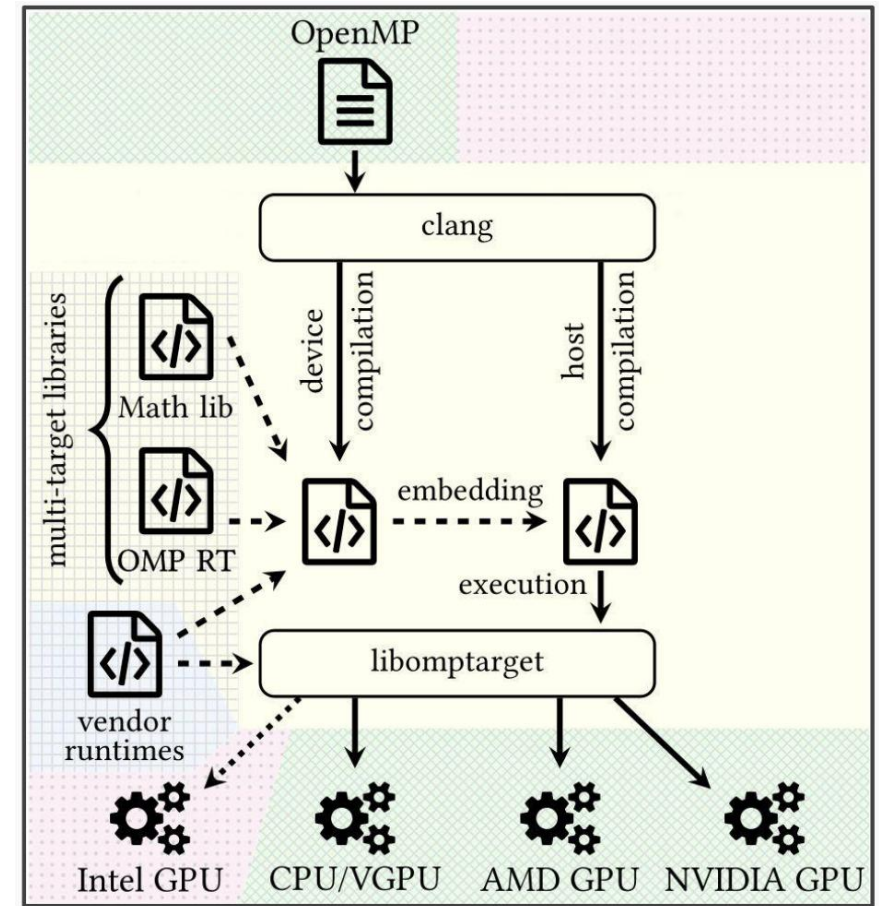 OpenMP
clang
device
compilation
host
compilation
multi-target libraries
Math lib
OMP RT
embedding
execution
vendor
runtimes
libomptarget
Intel GPU
CPU/VGPU
AMD GPU
NVIDIA GPU